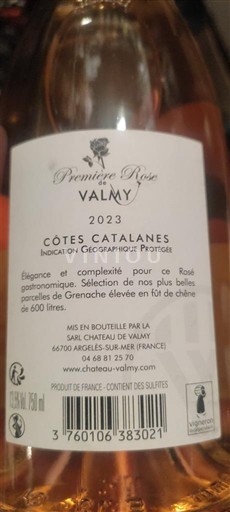 Première Rose
de
VALMY
2023
CÔTES CATALANES
INDICATION GÉOGRAPHIQUE PROTÉGÉE
VINIOU
Élégance et complexité pour ce Rosé
gastronomique. Sélection de nos plus belles
parcelles de Grenache élevée en fût de chêne
de 600 litres.
MIS EN BOUTEILLE PAR LA
SARL CHATEAU DE VALMY
66700 ARGELÈS-SUR-MER (FRANCE)
04 68 81 25 70
www.chateau-valmy.com
PRODUIT DE FRANCE - CONTIENT DES SULFITES
750 ml
3 760106 383021
vigneron